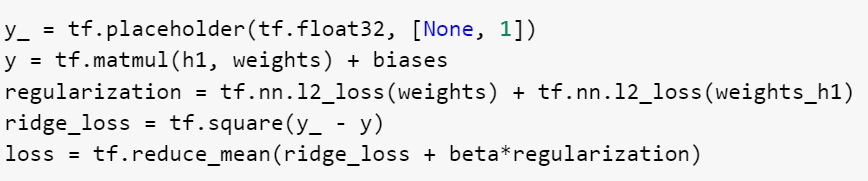 y_ = tf.placeholder(tf.float32, [None, 1])
y = tf.matmul(h1, weights) + biases
regularization = tf.nn.l2_loss(weights) + tf.nn.l2_loss(weights_h1)
ridge_loss = tf.square(y_ - y)
loss = tf.reduce_mean(ridge_loss + beta*regularization)